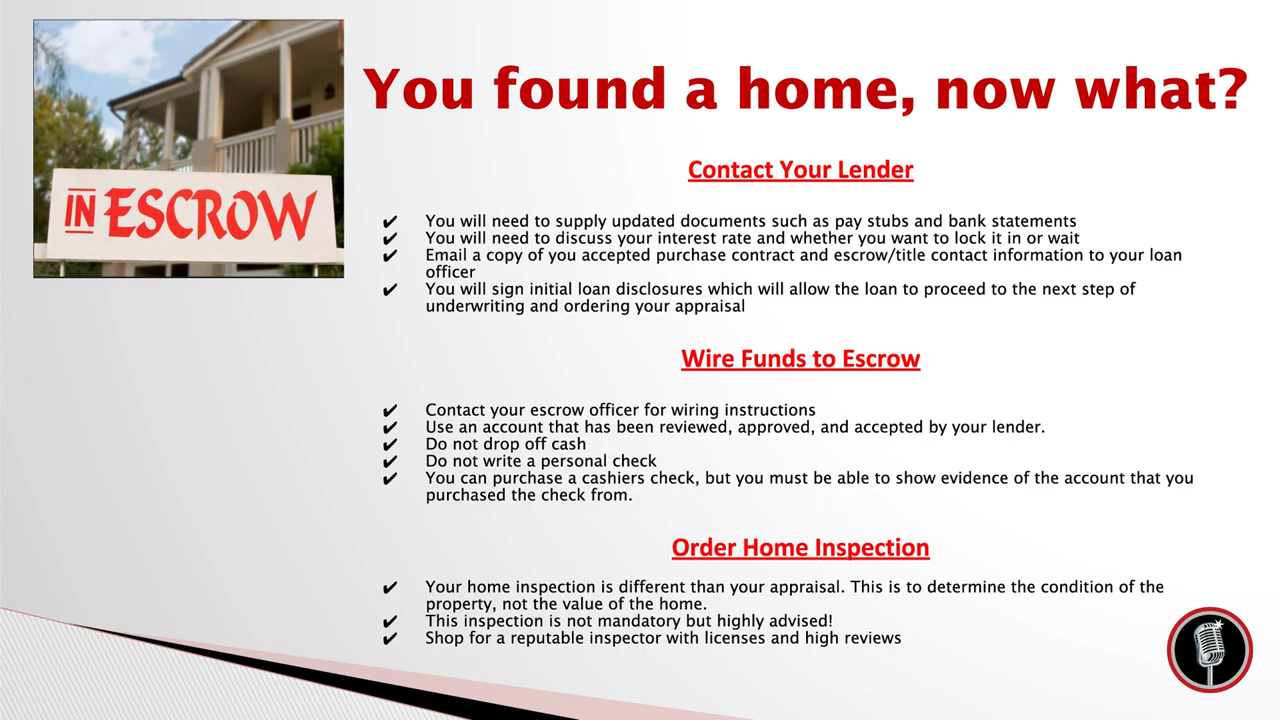 You found a home, now what?
IN ESCROW
Contact Your Lender
✔ You will need to supply updated documents such as pay stubs and bank statements
✔ You will need to discuss your interest rate and whether you want to lock it in or wait
✔ Email a copy of you accepted purchase contract and escrow/title contact information to your loan
officer
✔ You will sign initial loan disclosures which will allow the loan to proceed to the next step of
underwriting and ordering your appraisal
Wire Funds to Escrow
✔ Contact your escrow officer for wiring instructions
✔ Use an account that has been reviewed, approved, and accepted by your lender.
✔ Do not drop off cash
✔ Do not write a personal check
✔ You can purchase a cashiers check, but you must be able to show evidence of the account that you
purchased the check from.
Order Home Inspection
✔ Your home inspection is different than your appraisal. This is to determine the condition of the
property, not the value of the home.
✔ This inspection is not mandatory but highly advised!
✔ Shop for a reputable inspector with licenses and high reviews